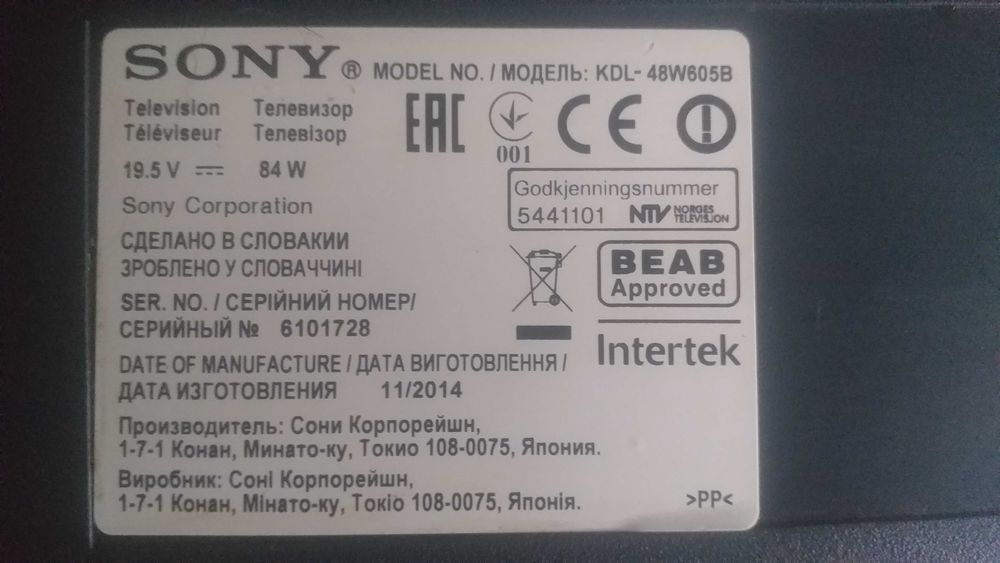 SONY® MODEL NO. / МОДЕЛЬ: KDL- 48W605B
Television Телевизор
Téléviseur Телевізор
19.5 V 84 W
Sony Corporation
СДЕЛАНО В СЛОВАКИИ
ЗРОБЛЕНО У СЛОВАЧЧИНІ
SER. NO. / СЕРІЙНИЙ НОМЕР/
СЕРИЙНЫЙ № 6101728
DATE OF MANUFACTURE / ДАТА ВИГОТОВЛЕННЯ /
ДАТА ИЗГОТОВЛЕНИЯ 11/2014
Производитель: Сони Корпорейшн,
1-7-1 Конан, Минато-ку, Токио 108-0075, Япония.
Виробник: Соні Корпорейшн,
1-7-1 Конан, Мінато-ку, Токіо 108-0075, Японія.
EAC CE
001
Godkjenningsnummer
5441101 NTV NORGES
TELEVISJON
BEAB
Approved
Intertek
>PP<